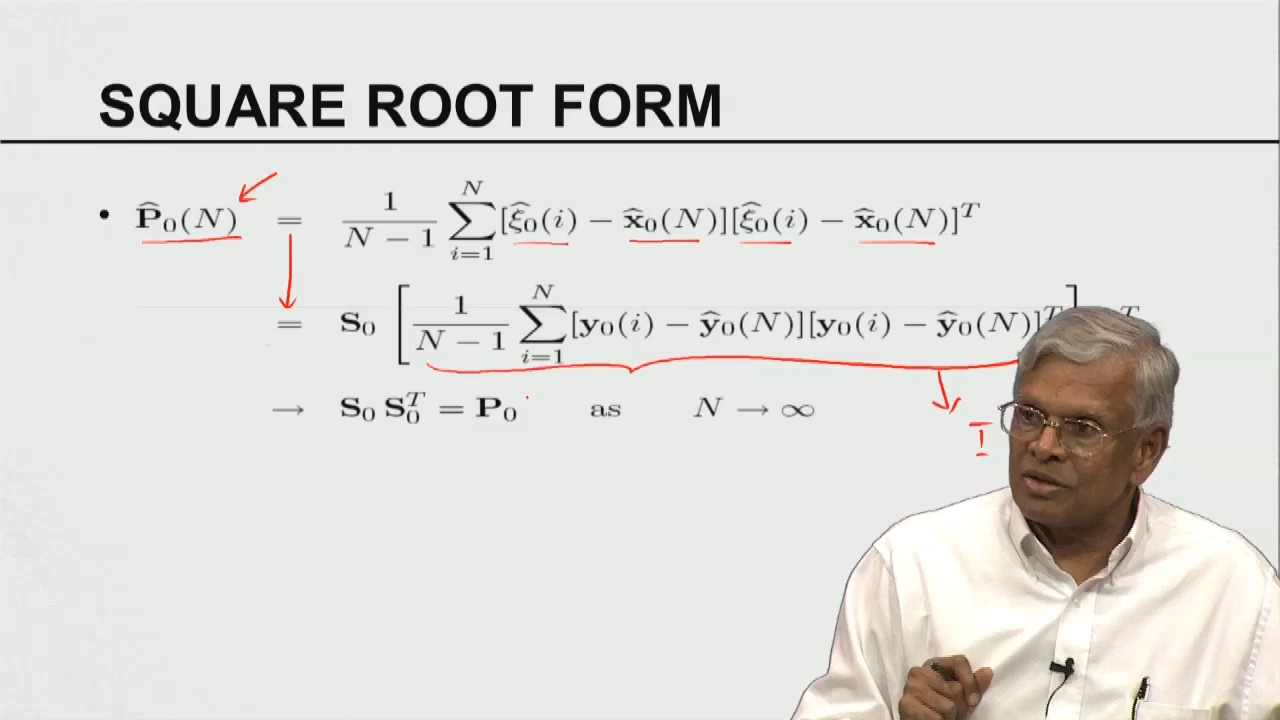 SQUARE ROOT FORM
• P̂₀(N) = 1/(N − 1) ∑_{i=1}^{N} [ξ̂₀(i) − x̂₀(N)][ξ̂₀(i) − x̂₀(N)]ᵀ
= S₀ [ 1/(N − 1) ∑_{i=1}^{N} [y₀(i) − ŷ₀(N)][y₀(i) − ŷ₀(N)]ᵀ ] ᵀ
→ S₀ S₀ᵀ = P₀ as N → ∞
I